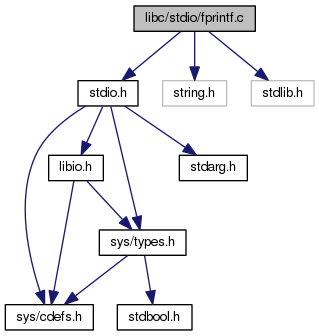 libc/stdio/fprintf.c
stdio.h
string.h
stdlib.h
libio.h
stdarg.h
sys/types.h
sys/cdefs.h
stdbool.h